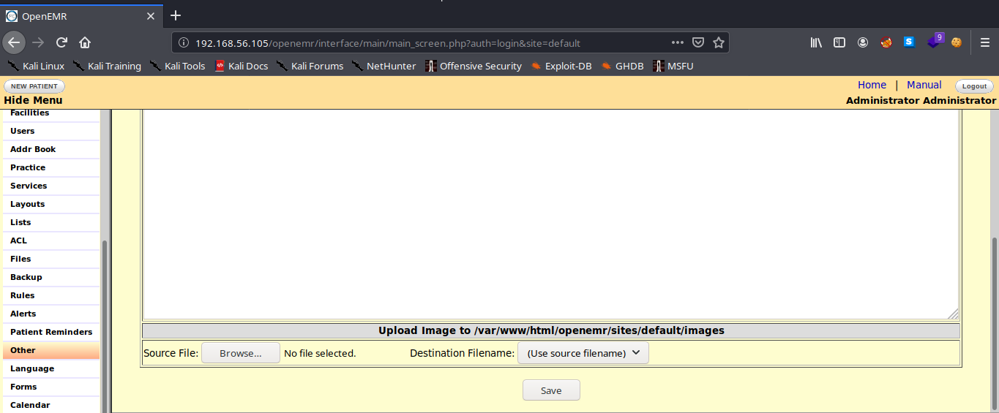 OpenEMR
192.168.56.105/openemr/interface/main/main_screen.php?auth=login&site=default
9
Kali Linux Kali Training Kali Tools Kali Docs Kali Forums NetHunter Offensive Security Exploit-DB GHDB MSFU
NEW PATIENT Home | Manual Logout
Hide Menu Administrator Administrator
Facilities
Users
Addr Book
Practice
Services
Layouts
Lists
ACL
Files
Backup
Rules
Alerts
Patient Reminders
Other
Language
Forms
Calendar
Upload Image to /var/www/html/openemr/sites/default/images
Source File: Browse... No file selected. Destination Filename: (Use source filename)
Save